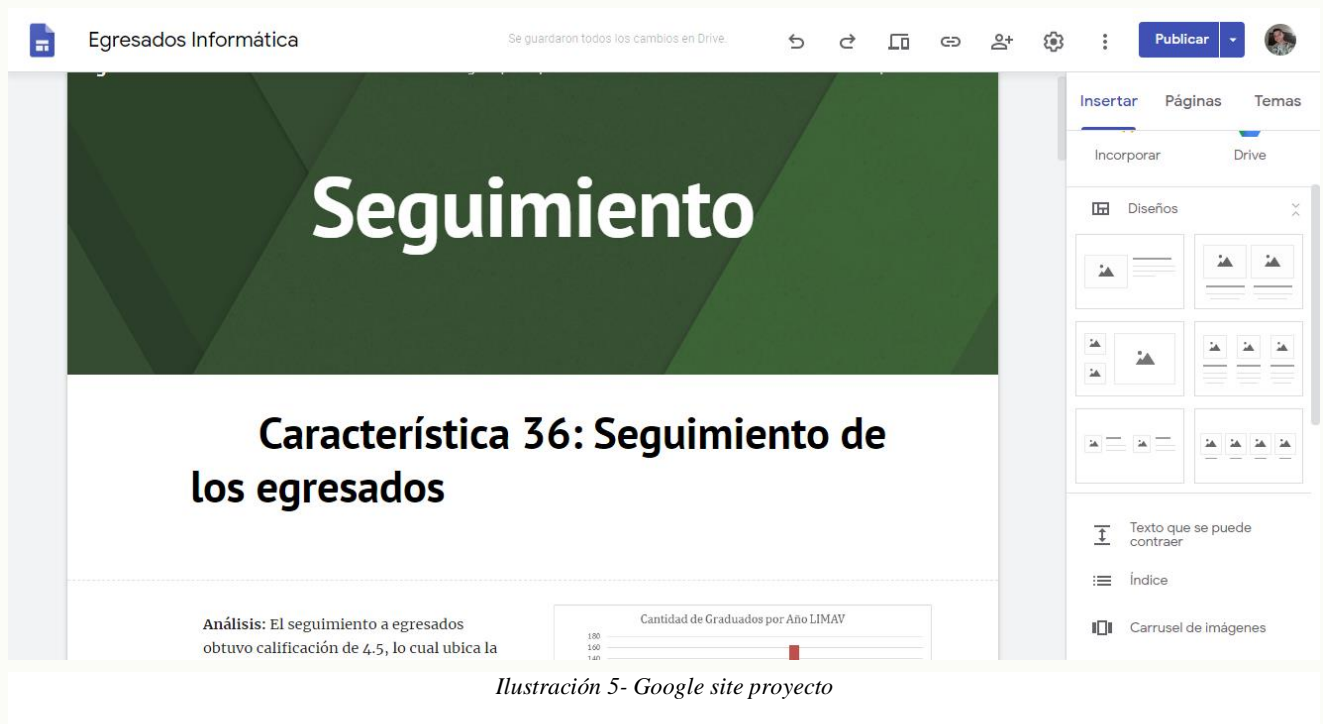 Egresados Informática
Se guardaron todos los cambios en Drive.
Publicar
Insertar Páginas Temas
Incorporar Drive
Seguimiento
Diseños
Característica 36: Seguimiento de
los egresados
Texto que se puede
contraer
Índice
Carrusel de imágenes
Análisis: El seguimiento a egresados
obtuvo calificación de 4.5, lo cual ubica la
Cantidad de Graduados por Año LIMAV
180
160
140
Ilustración 5- Google site proyecto